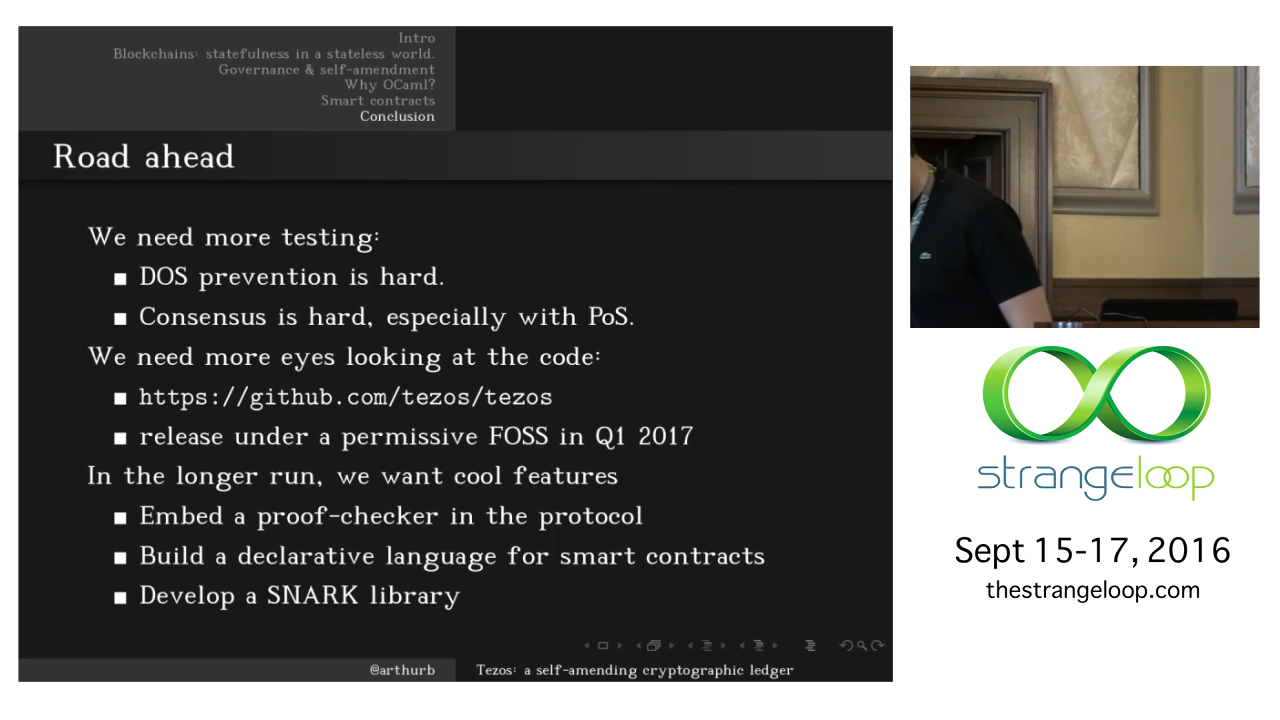 Intro
Blockchains: statefulness in a stateless world.
Governance & self-amendment
Why OCaml?
Smart contracts
Conclusion
Road ahead
We need more testing:
DOS prevention is hard.
Consensus is hard, especially with PoS.
We need more eyes looking at the code:
https://github.com/tezos/tezos
release under a permissive FOSS in Q1 2017
In the longer run, we want cool features
Embed a proof-checker in the protocol
Build a declarative language for smart contracts
Develop a SNARK library
@arthurb
Tezos: a self-amending cryptographic ledger
strangeloop
Sept 15-17, 2016
thestrangeloop.com